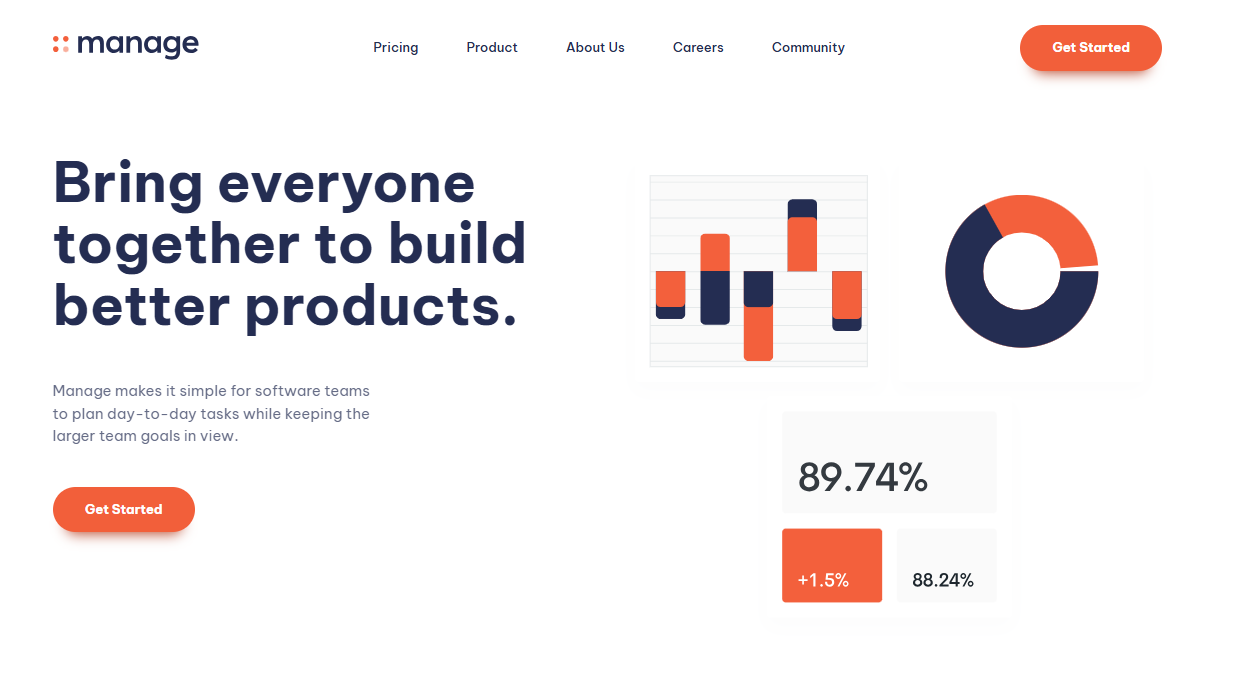 manage
Pricing
Product
About Us
Careers
Community
Get Started
Bring everyone
together to build
better products.
Manage makes it simple for software teams
to plan day-to-day tasks while keeping the
larger team goals in view.
Get Started
89.74%
+1.5%
88.24%